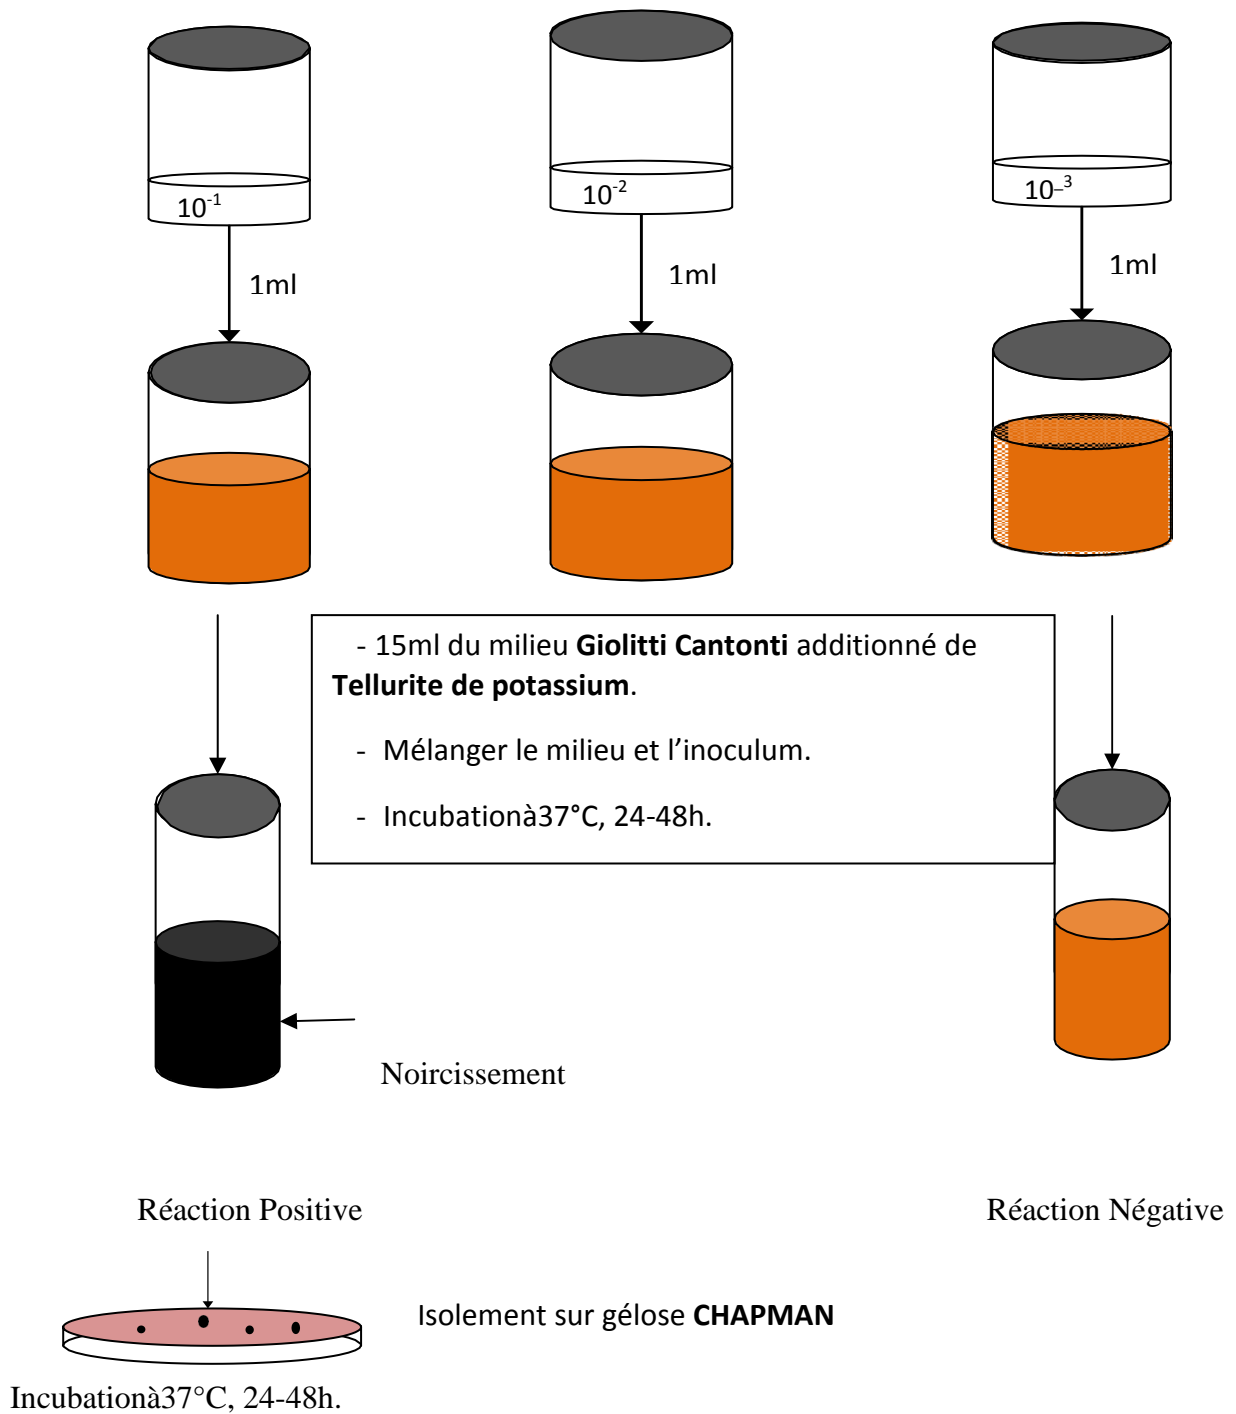 10-1
10-2
10–3
1ml
1ml
1ml
- 15ml du milieu Giolitti Cantonti additionné de
Tellurite de potassium.
- Mélanger le milieu et l’inoculum.
- Incubationà37°C, 24-48h.
Noircissement
Réaction Positive
Réaction Négative
Isolement sur gélose CHAPMAN
Incubationà37°C, 24-48h.